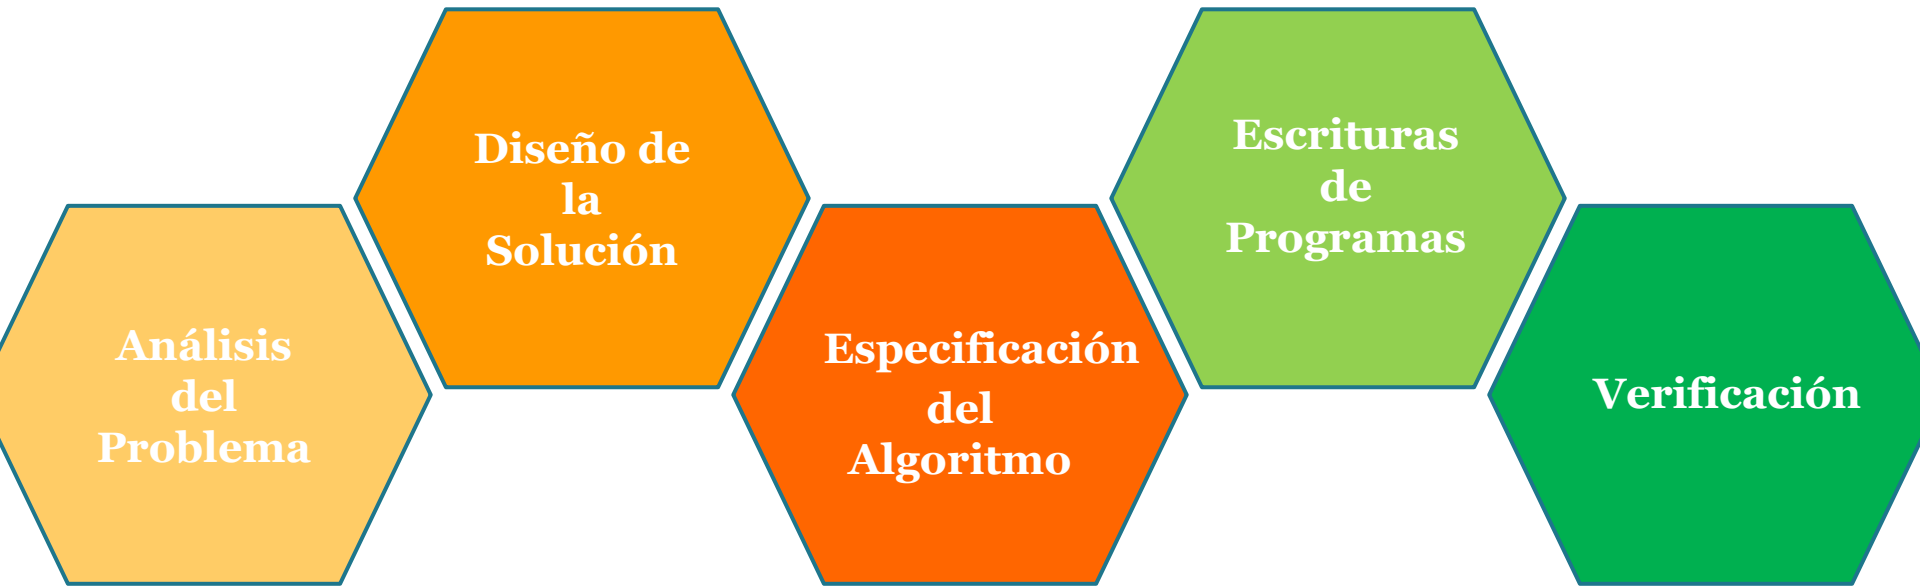 Análisis
del
Problema
Diseño de
la
Solución
Especificación
del
Algoritmo
Escrituras
de
Programas
Verificación